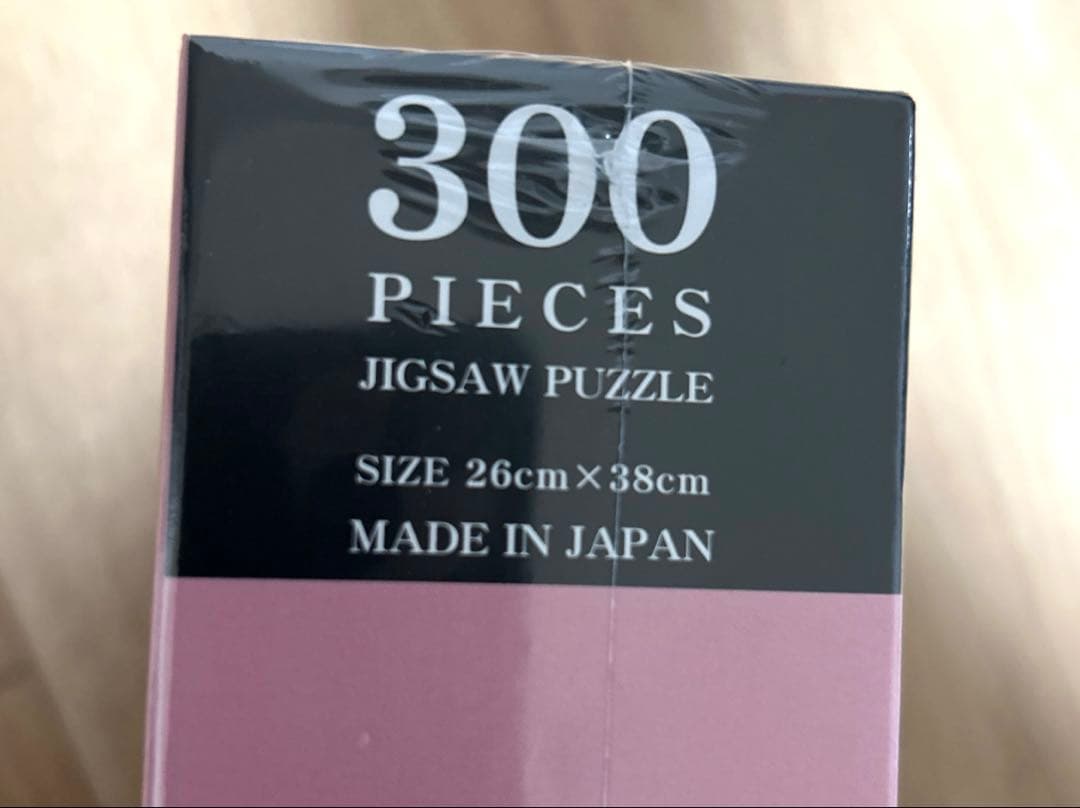 300
PIECES
JIGSAW PUZZLE
SIZE 26cm×38cm
MADE IN JAPAN